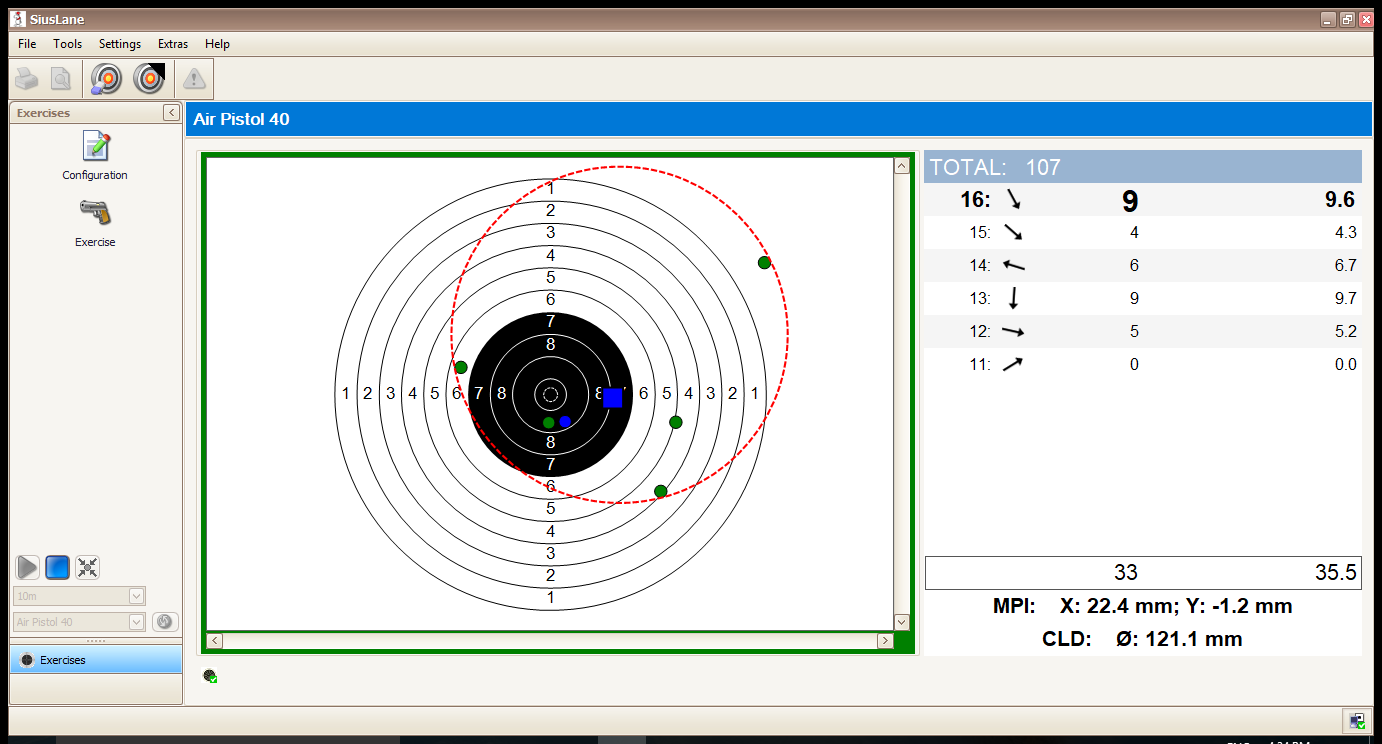 SiusLane
File Tools Settings Extras Help
Exercises
Configuration
Exercise
10m
Air Pistol 40
Exercises
Air Pistol 40
1
2
3
4
5
6
7
8
1 2 3 4 5 6 7 8 8 6 5 4 3 2 1
8
7
6
5
4
3
2
1
TOTAL: 107
16: 9 9.6
15: 4 4.3
14: 6 6.7
13: 9 9.7
12: 5 5.2
11: 0 0.0
33 35.5
MPI: X: 22.4 mm; Y: -1.2 mm
CLD: Ø: 121.1 mm